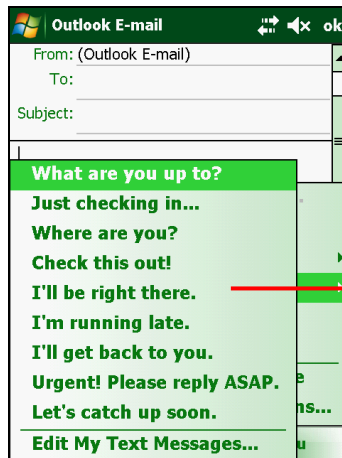 Outlook E-mail ok
From: (Outlook E-mail)
To:
Subject:
What are you up to?
Just checking in...
Where are you?
Check this out!
I'll be right there.
I'm running late.
I'll get back to you.
Urgent! Please reply ASAP.
e
Let's catch up soon.
ns...
Edit My Text Messages...
u